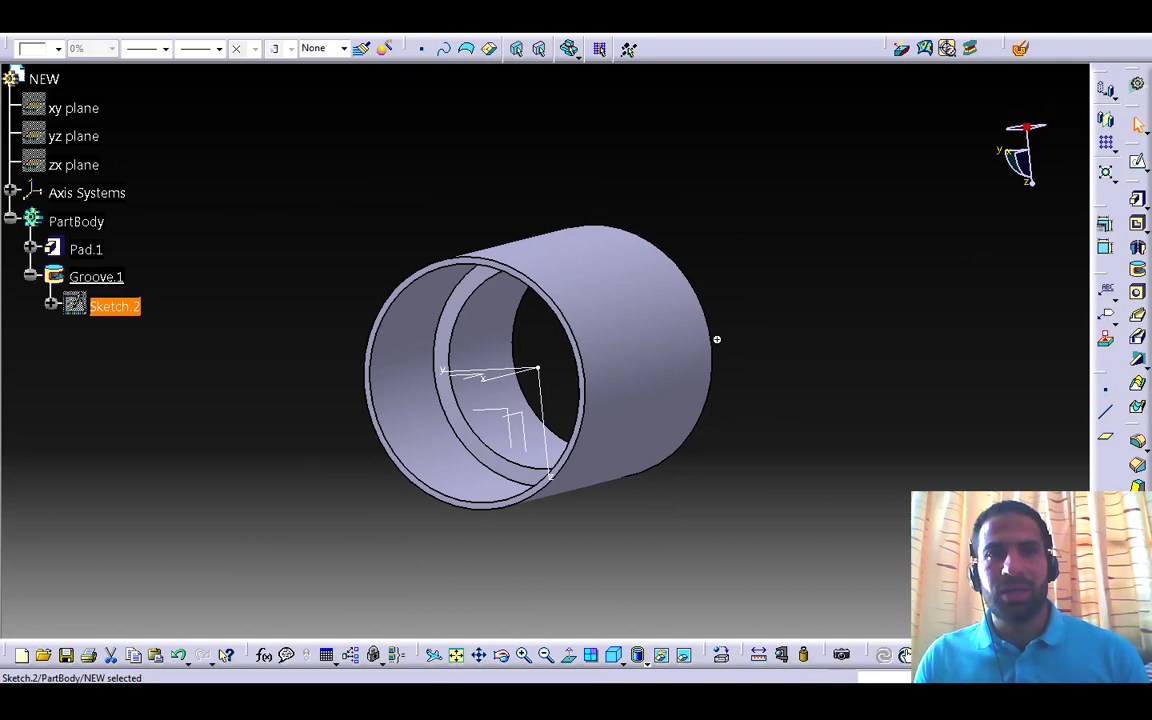 0%
None
NEW
xy plane
yz plane
zx plane
Axis Systems
PartBody
Pad.1
Groove.1
Sketch.2
y
z
y
x
ABC
f(x)
Sketch.2/PartBody/NEW selected